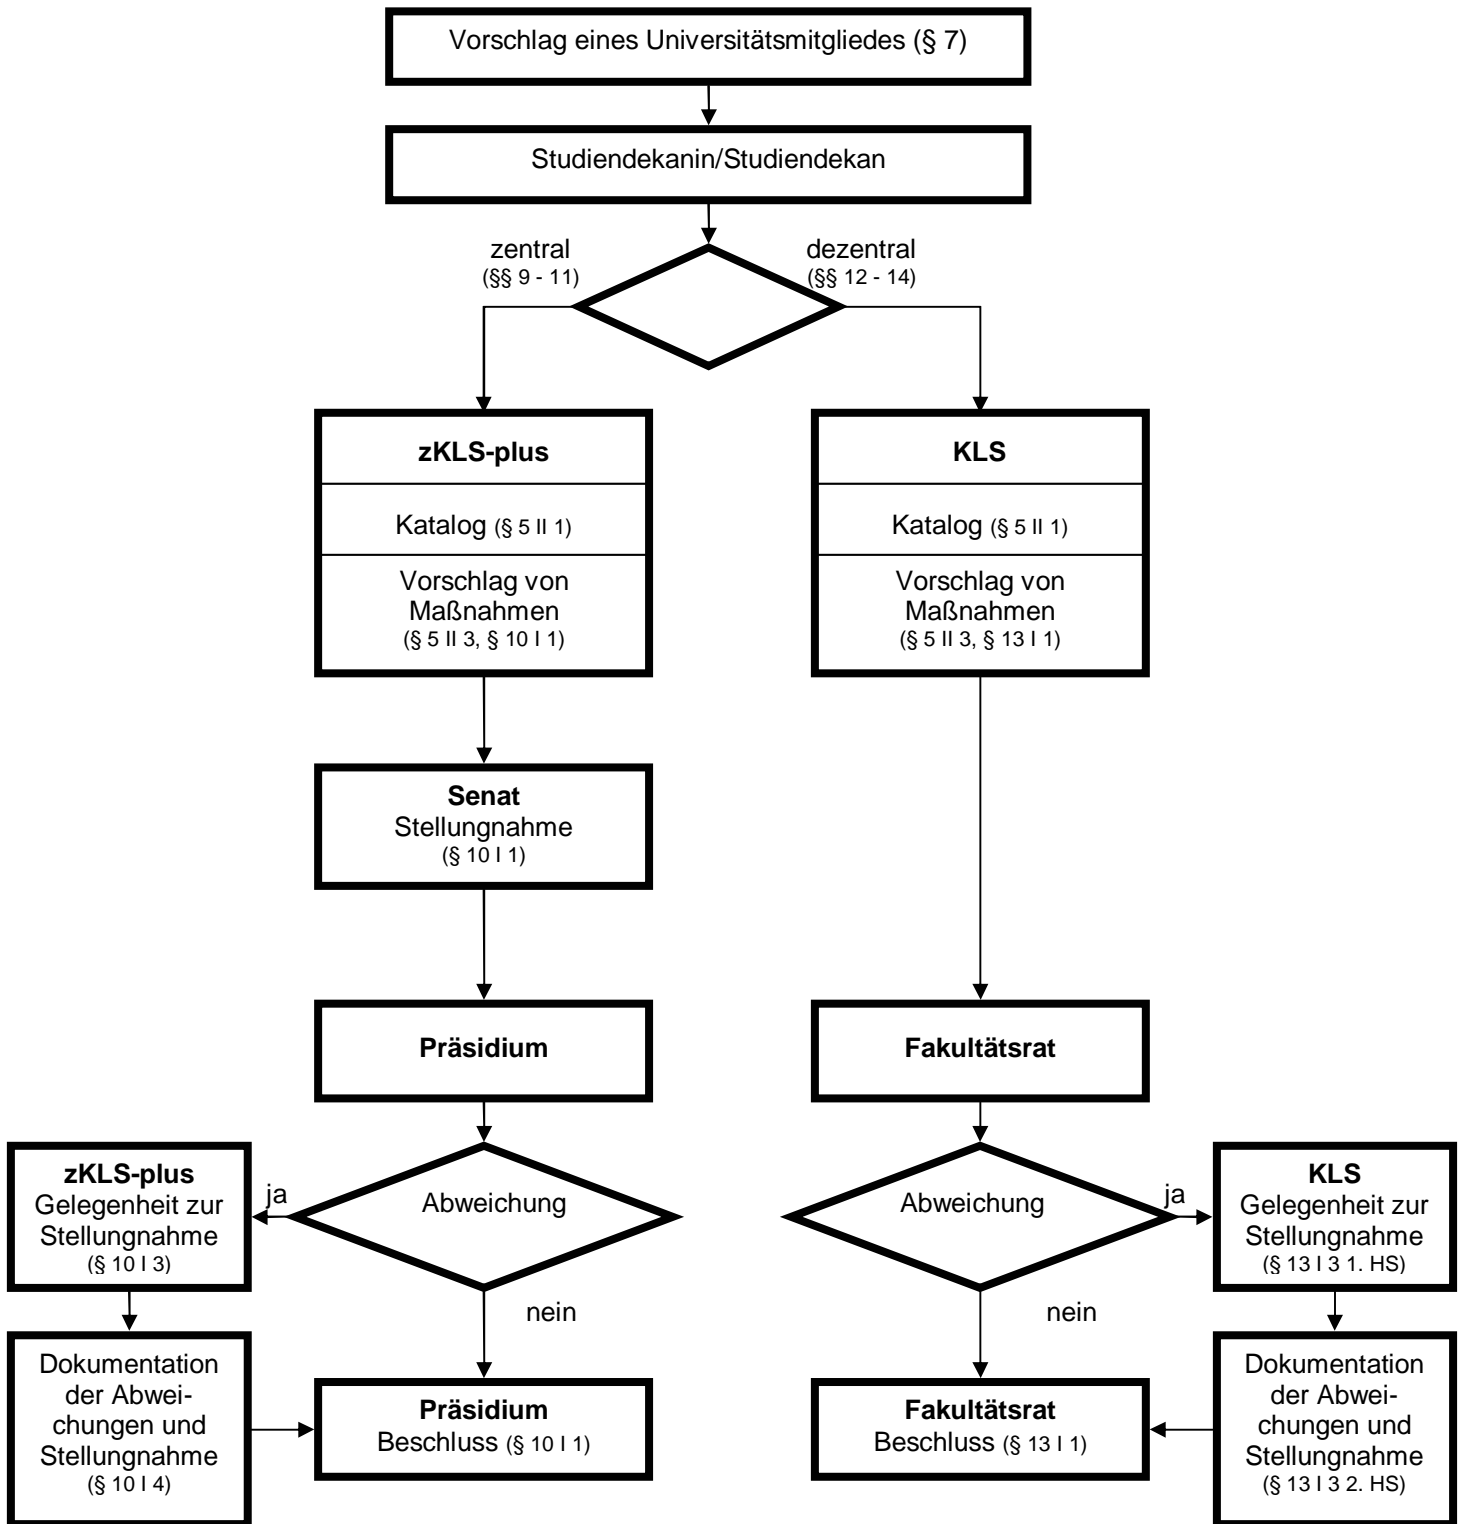 Vorschlag eines Universitätsmitgliedes (§ 7)
Studiendekanin/Studiendekan
zentral
(§§ 9 - 11)
dezentral
(§§ 12 - 14)
zKLS-plus
Katalog (§ 5 II 1)
Vorschlag von
Maßnahmen
(§ 5 II 3, § 10 I 1)
KLS
Katalog (§ 5 II 1)
Vorschlag von
Maßnahmen
(§ 5 II 3, § 13 I 1)
Senat
Stellungnahme
(§ 10 I 1)
Präsidium
Fakultätsrat
zKLS-plus
Gelegenheit zur
Stellungnahme
(§ 10 I 3)
ja
Abweichung
nein
Abweichung
ja
nein
KLS
Gelegenheit zur
Stellungnahme
(§ 13 I 3 1. HS)
Dokumentation
der Abwei-
chungen und
Stellungnahme
(§ 10 I 4)
Präsidium
Beschluss (§ 10 I 1)
Fakultätsrat
Beschluss (§ 13 I 1)
Dokumentation
der Abwei-
chungen und
Stellungnahme
(§ 13 I 3 2. HS)